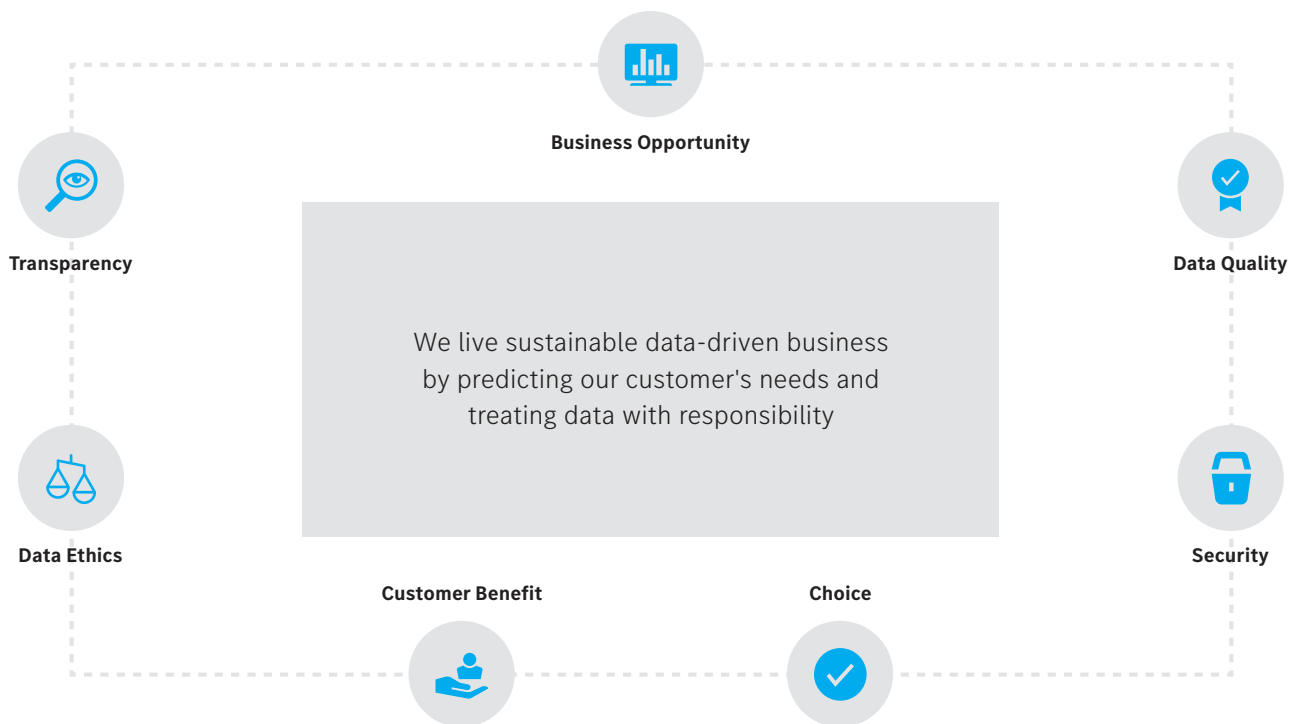 Business Opportunity
Transparency
Data Quality
We live sustainable data-driven business
by predicting our customer's needs and
treating data with responsibility
Data Ethics
Security
Customer Benefit
Choice